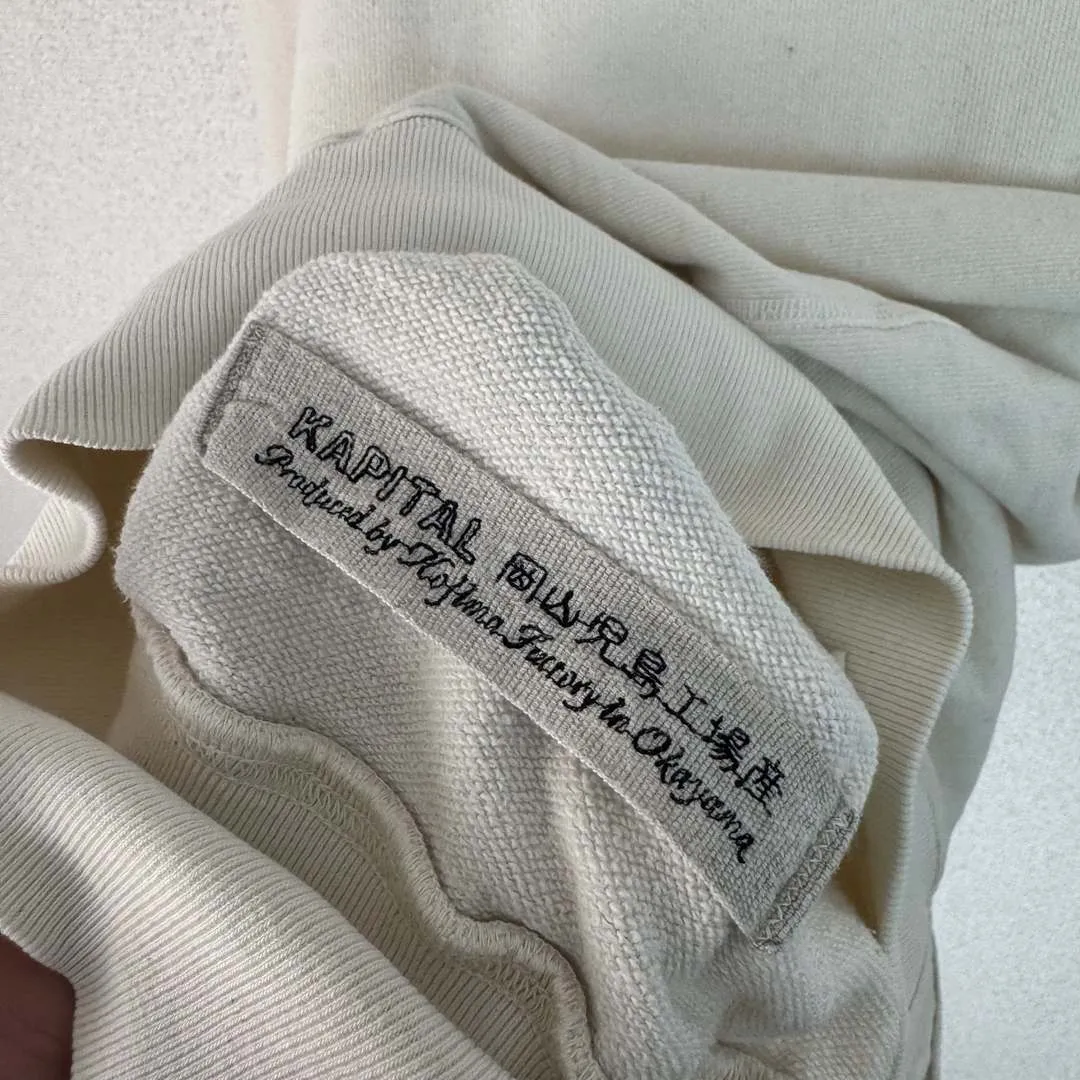 KAPITAL 岡山児島工場産
Produced by Kojima Factory in Okayama